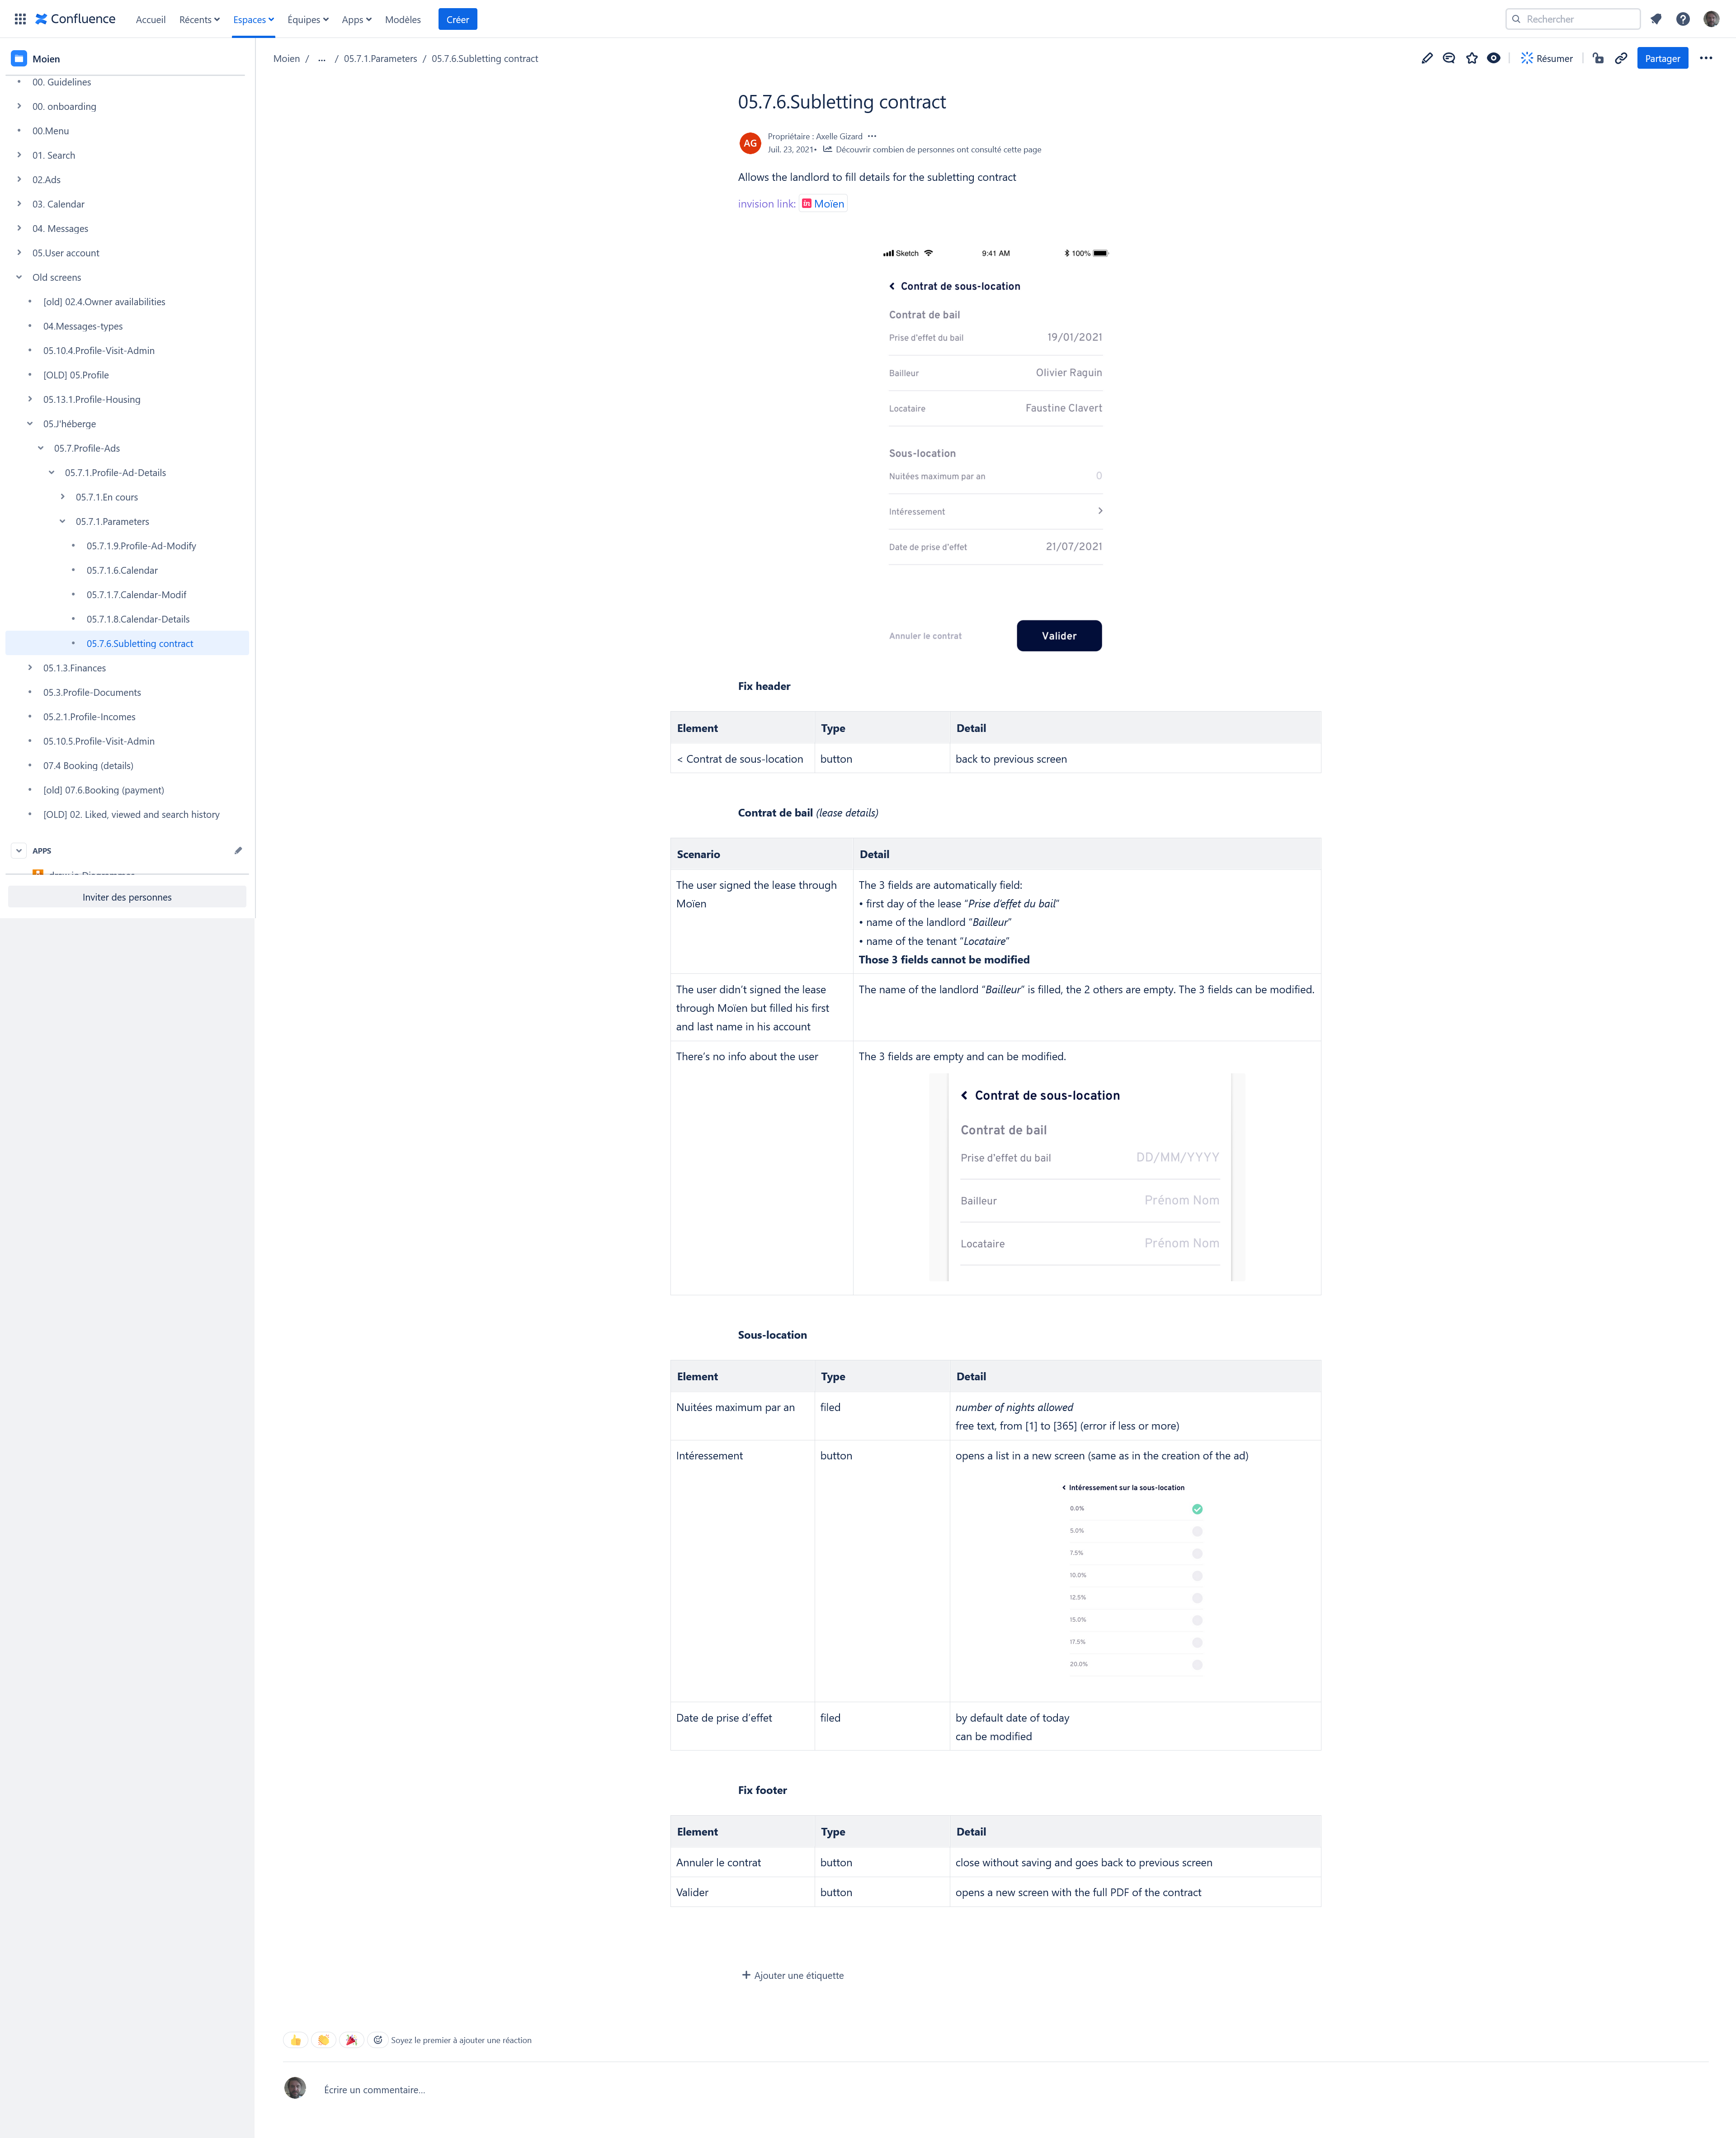 Confluence
Accueil Récents Espaces Équipes Apps Modèles Créer
Rechercher
Moien
00. Guidelines
00. onboarding
00.Menu
01. Search
02.Ads
03. Calendar
04. Messages
05.User account
Old screens
[old] 02.4.Owner availabilities
04.Messages-types
05.10.4.Profile-Visit-Admin
[OLD] 05.Profile
05.13.1.Profile-Housing
05.J'héberge
05.7.Profile-Ads
05.7.1.Profile-Ad-Details
05.7.1.En cours
05.7.1.Parameters
05.7.1.9.Profile-Ad-Modify
05.7.1.6.Calendar
05.7.1.7.Calendar-Modif
05.7.1.8.Calendar-Details
05.7.6.Subletting contract
05.1.3.Finances
05.3.Profile-Documents
05.2.1.Profile-Incomes
05.10.5.Profile-Visit-Admin
07.4 Booking (details)
[old] 07.6.Booking (payment)
[OLD] 02. Liked, viewed and search history
APPS
Inviter des personnes
Moien / ... / 05.7.1.Parameters / 05.7.6.Subletting contract
Résumer
Partager
05.7.6.Subletting contract
AG
Propriétaire : Axelle Gizard
Juil. 23, 2021• Découvrir combien de personnes ont consulté cette page
Allows the landlord to fill details for the subletting contract
invision link: in Moïen
Sketch 9:41 AM 100%
Contrat de sous-location
Contrat de bail
Prise d'effet du bail 19/01/2021
Bailleur Olivier Raguin
Locataire Faustine Clavert
Sous-location
Nuitées maximum par an 0
Intéressement
Date de prise d'effet 21/07/2021
Annuler le contrat Valider
Fix header
Element Type Detail
< Contrat de sous-location button back to previous screen
Contrat de bail (lease details)
Scenario Detail
The user signed the lease through
Moïen
The 3 fields are automatically field:
• first day of the lease "Prise d'effet du bail"
• name of the landlord "Bailleur"
• name of the tenant "Locataire"
Those 3 fields cannot be modified
The user didn't signed the lease
through Moïen but filled his first
and last name in his account
The name of the landlord "Bailleur" is filled, the 2 others are empty. The 3 fields can be modified.
There's no info about the user
The 3 fields are empty and can be modified.
Contrat de sous-location
Contrat de bail
Prise d'effet du bail DD/MM/YYYY
Bailleur Prénom Nom
Locataire Prénom Nom
Sous-location
Element Type Detail
Nuitées maximum par an filed number of nights allowed
free text, from [1] to [365] (error if less or more)
Intéressement button opens a list in a new screen (same as in the creation of the ad)
Intéressement sur la sous-location
0.0%
5.0%
7.5%
10.0%
12.5%
15.0%
17.5%
20.0%
Date de prise d'effet filed by default date of today
can be modified
Fix footer
Element Type Detail
Annuler le contrat button close without saving and goes back to previous screen
Valider button opens a new screen with the full PDF of the contract
Ajouter une étiquette
Soyez le premier à ajouter une réaction
Écrire un commentaire...